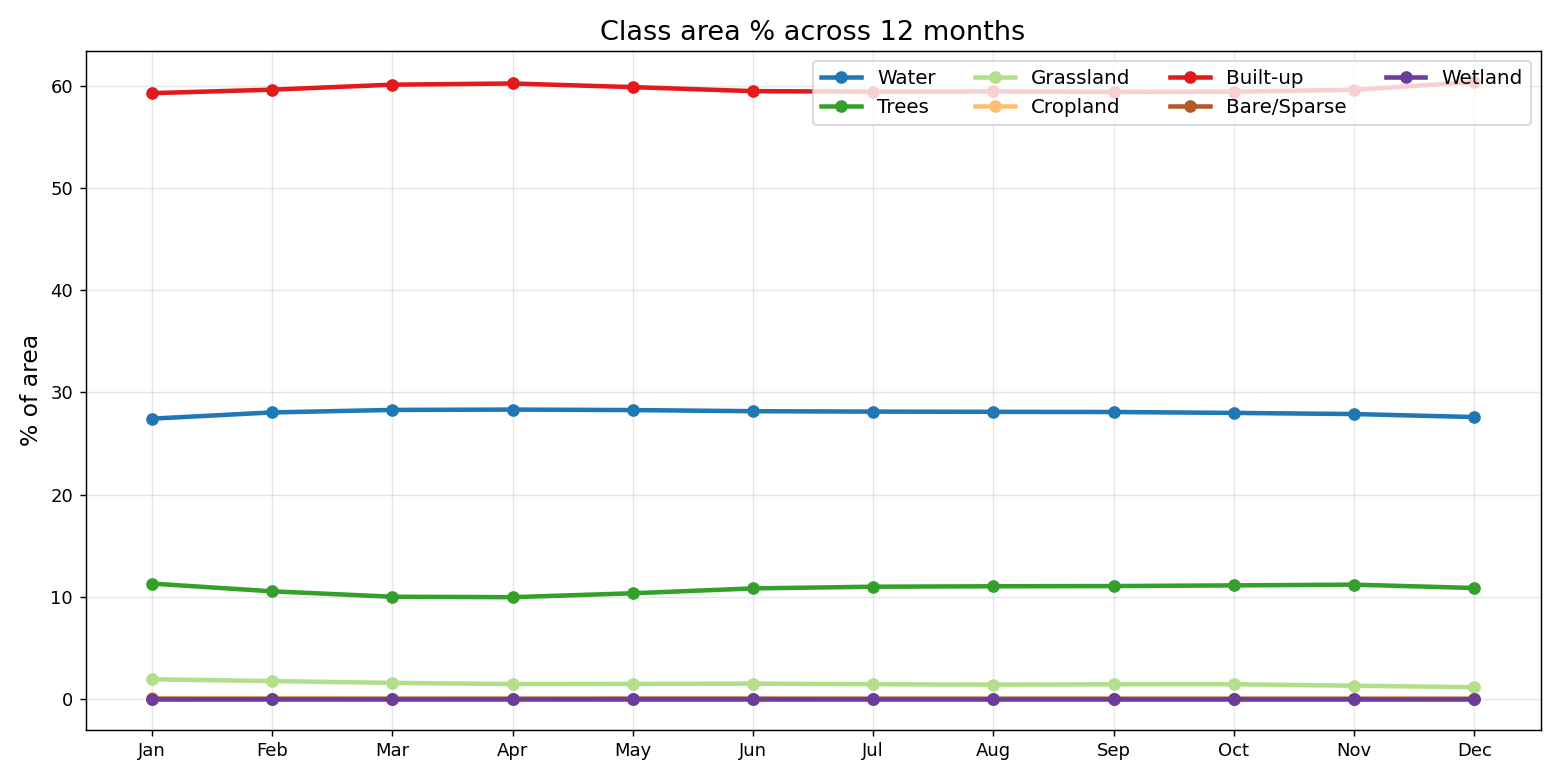 Class area % across 12 months
Water Grassland Built-up Wetland
Trees Cropland Bare/Sparse
% of area
60
50
40
30
20
10
0
Jan Feb Mar Apr May Jun Jul Aug Sep Oct Nov Dec